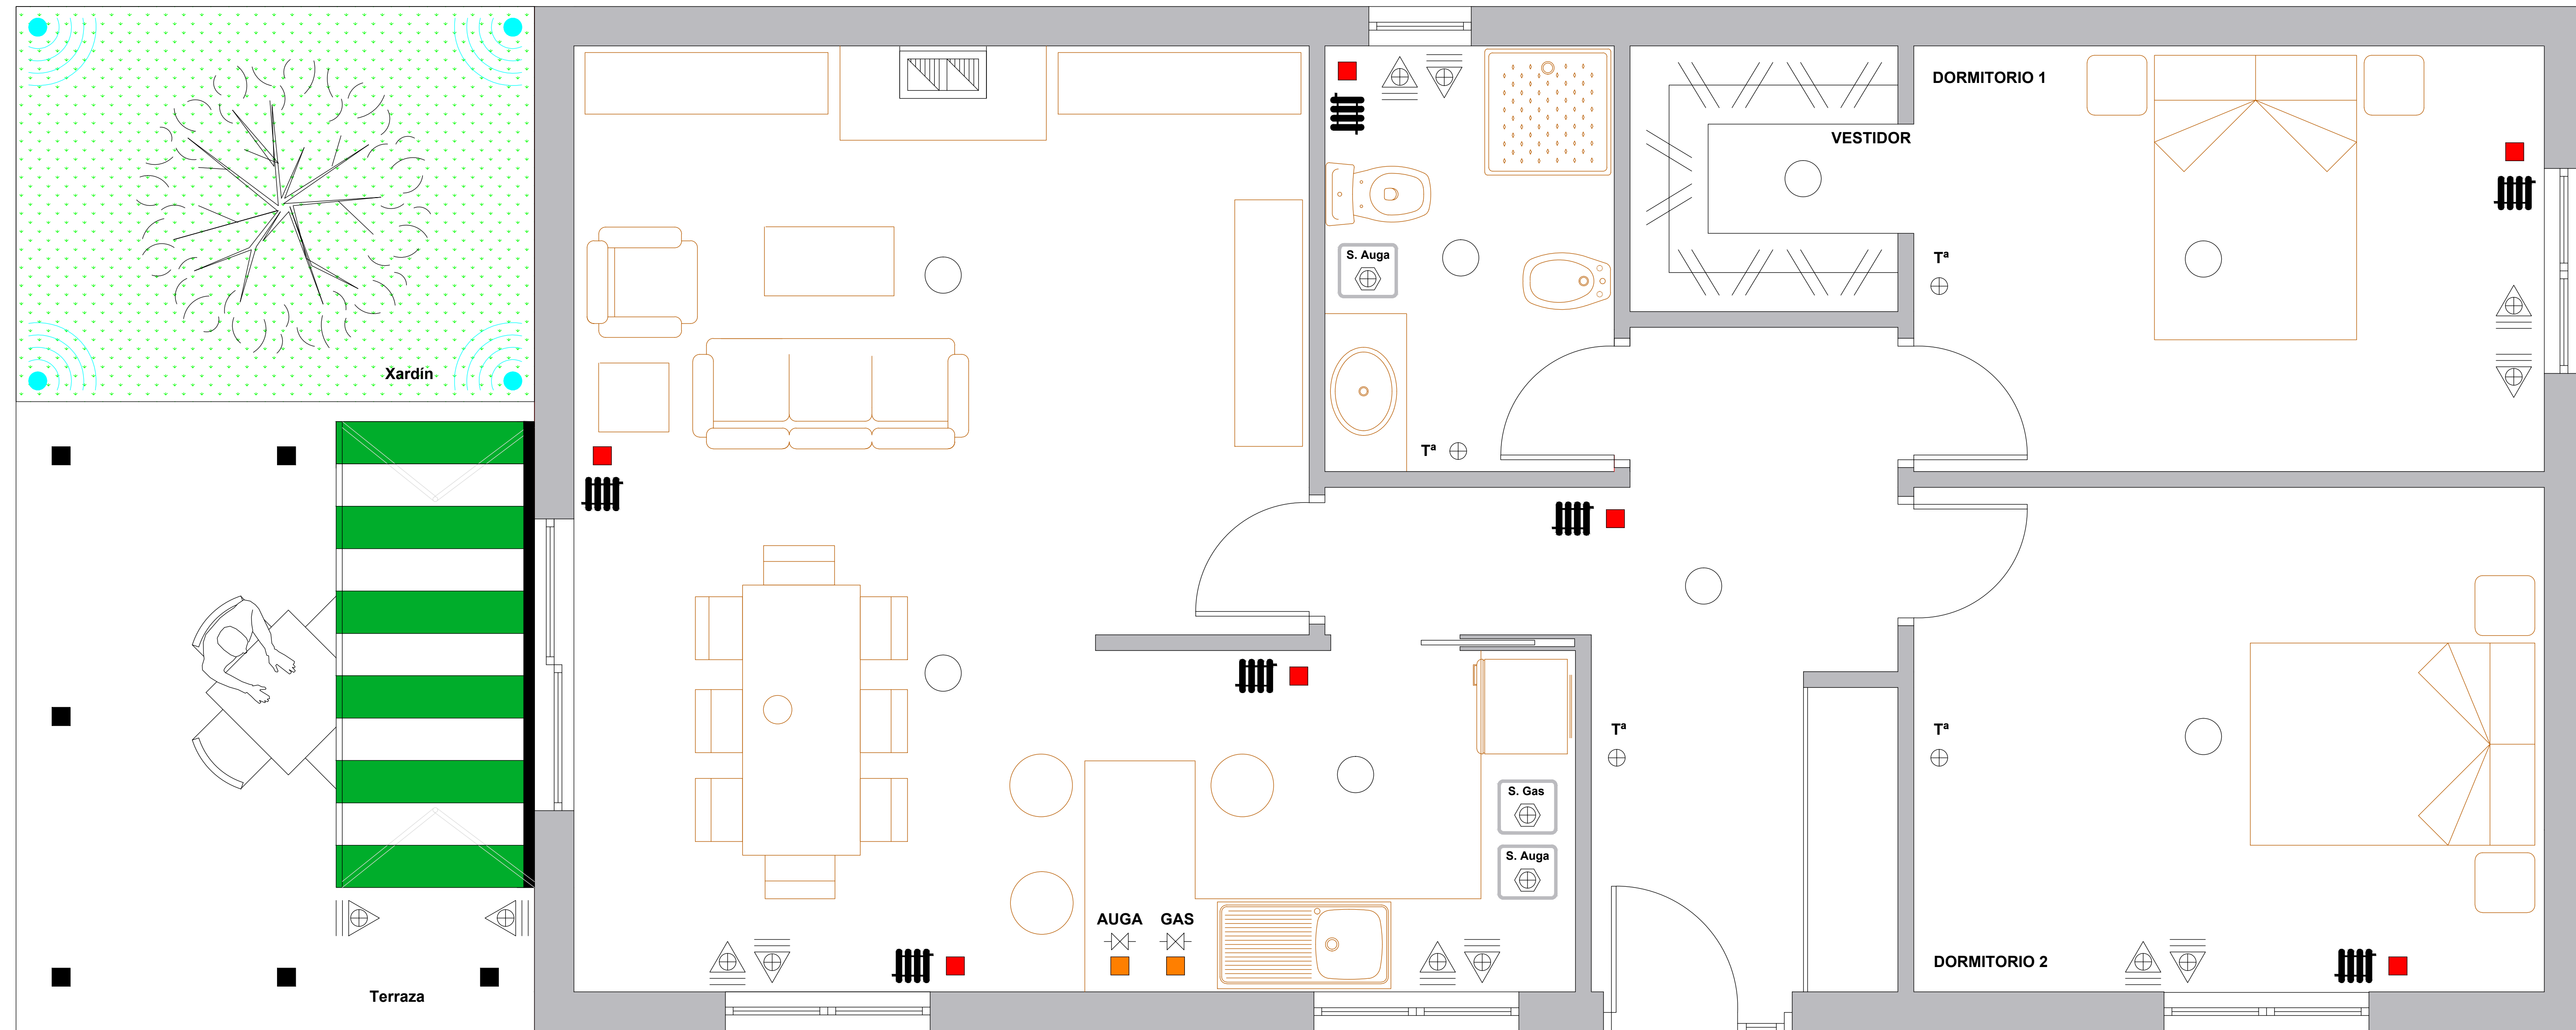 DORMITORIO 1
VESTIDOR
S. Auga
Tª
Xardín
Tª
Tª
Tª
S. Gas
S. Auga
AUGA GAS
DORMITORIO 2
Terraza